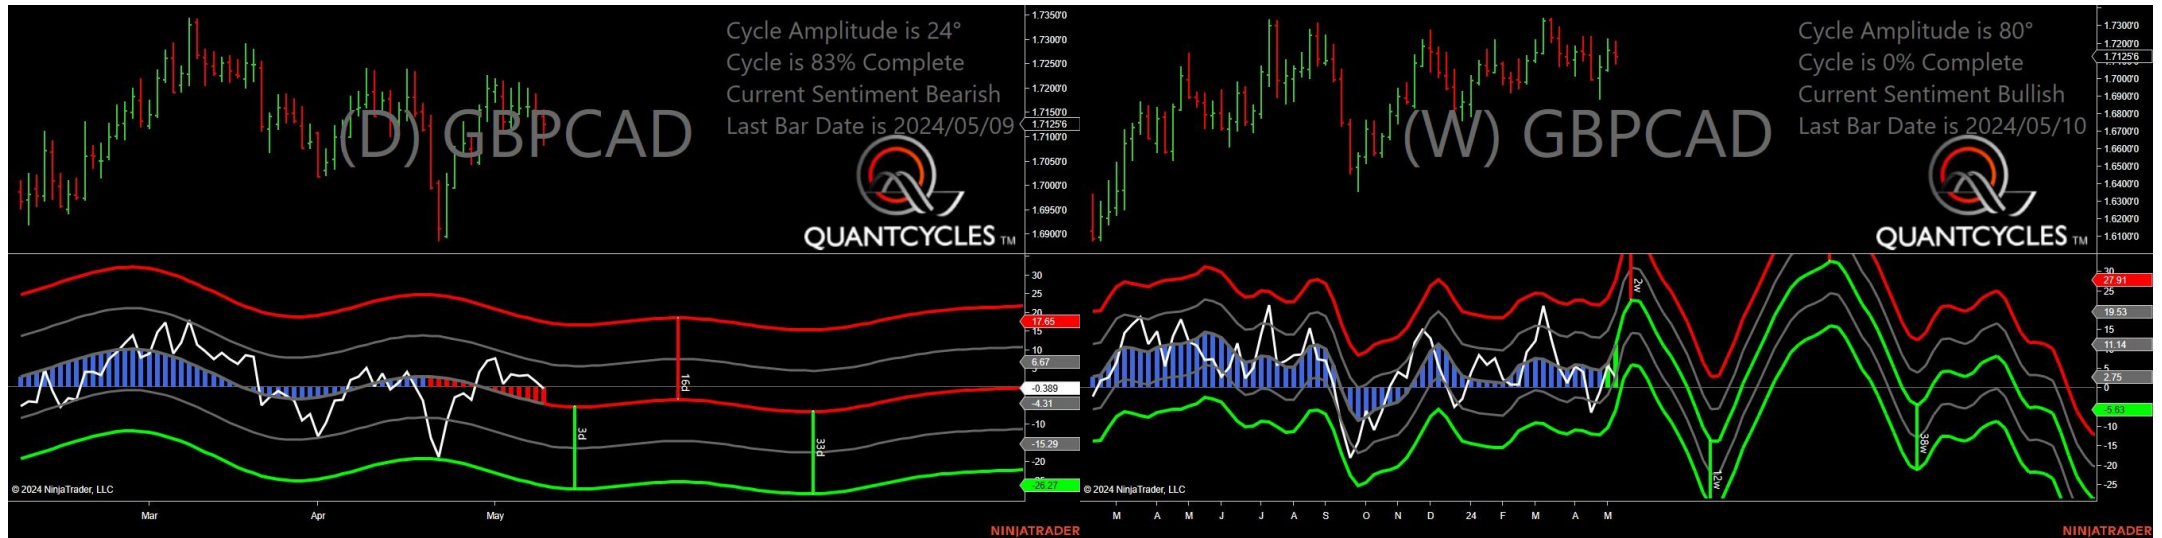 Cycle Amplitude is 24°
Cycle is 83% Complete
Current Sentiment Bearish
Last Bar Date is 2024/05/09
(D) GBPCAD
QUANTCYCLES TM
1.7350'0
1.7300'0
1.7250'0
1.7200'0
1.7150'0
1.7125'6
1.7100'0
1.7050'0
1.7000'0
1.6950'0
1.6900'0
30
25
20
17.65
15
10
6.67
-0.389
-4.31
-10
-15.29
-20
-26.27
16d
3d
33d
© 2024 NinjaTrader, LLC
Mar
Apr
May
NINJATRADER
Cycle Amplitude is 80°
Cycle is 0% Complete
Current Sentiment Bullish
Last Bar Date is 2024/05/10
(W) GBPCAD
QUANTCYCLES TM
1.7300'0
1.7200'0
1.7125'6
1.7000'0
1.6900'0
1.6800'0
1.6700'0
1.6600'0
1.6500'0
1.6400'0
1.6300'0
1.6200'0
1.6100'0
30
27.91
25
19.53
15
11.14
2.75
0
-5.63
-10
-15
-20
-25
2w
12w
38w
© 2024 NinjaTrader, LLC
M A M J J A S O N D 24 F M A M
NINJATRADER